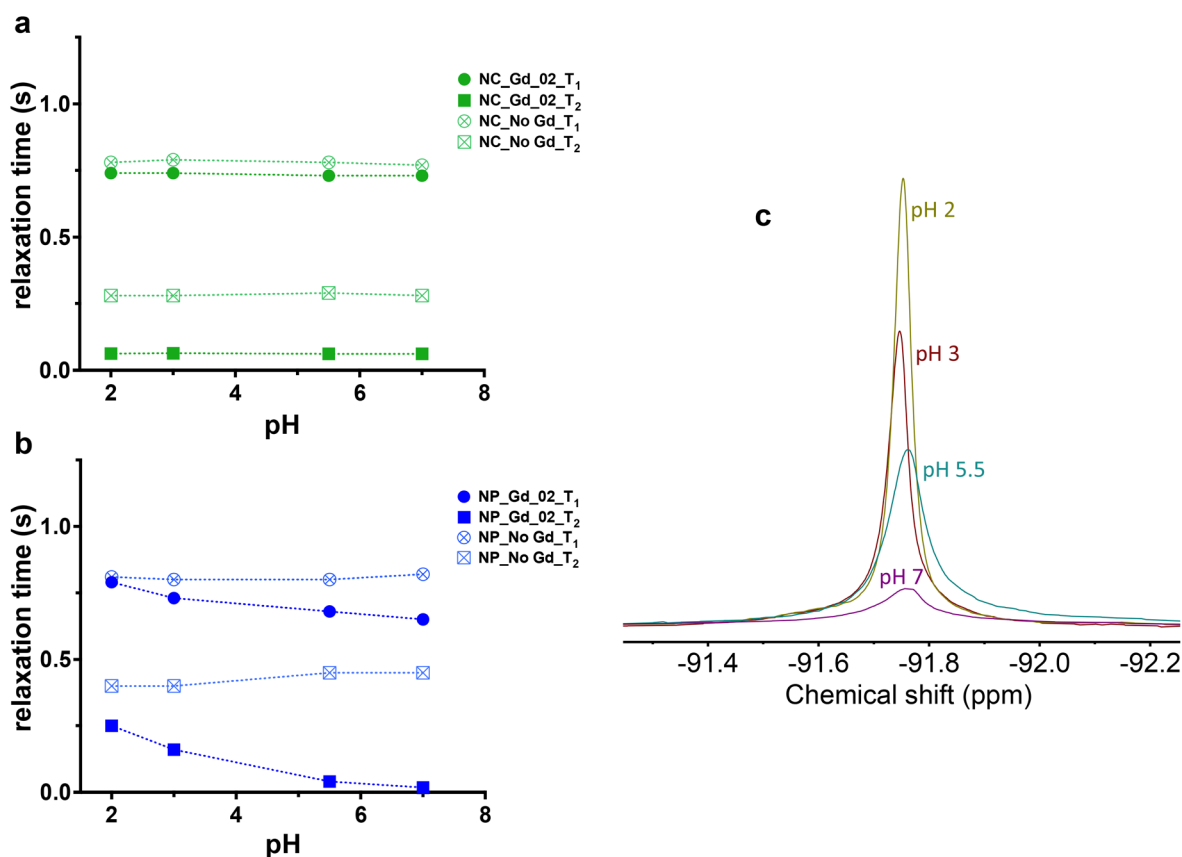 a
relaxation time (s)
1.0
0.5
0.0
2 4 6 8
pH
NC_Gd_02_T1
NC_Gd_02_T2
NC_No Gd_T1
NC_No Gd_T2
b
relaxation time (s)
1.0
0.5
0.0
2 4 6 8
pH
NP_Gd_02_T1
NP_Gd_02_T2
NP_No Gd_T1
NP_No Gd_T2
c
pH 2
pH 3
pH 5.5
pH 7
-91.4 -91.6 -91.8 -92.0 -92.2
Chemical shift (ppm)